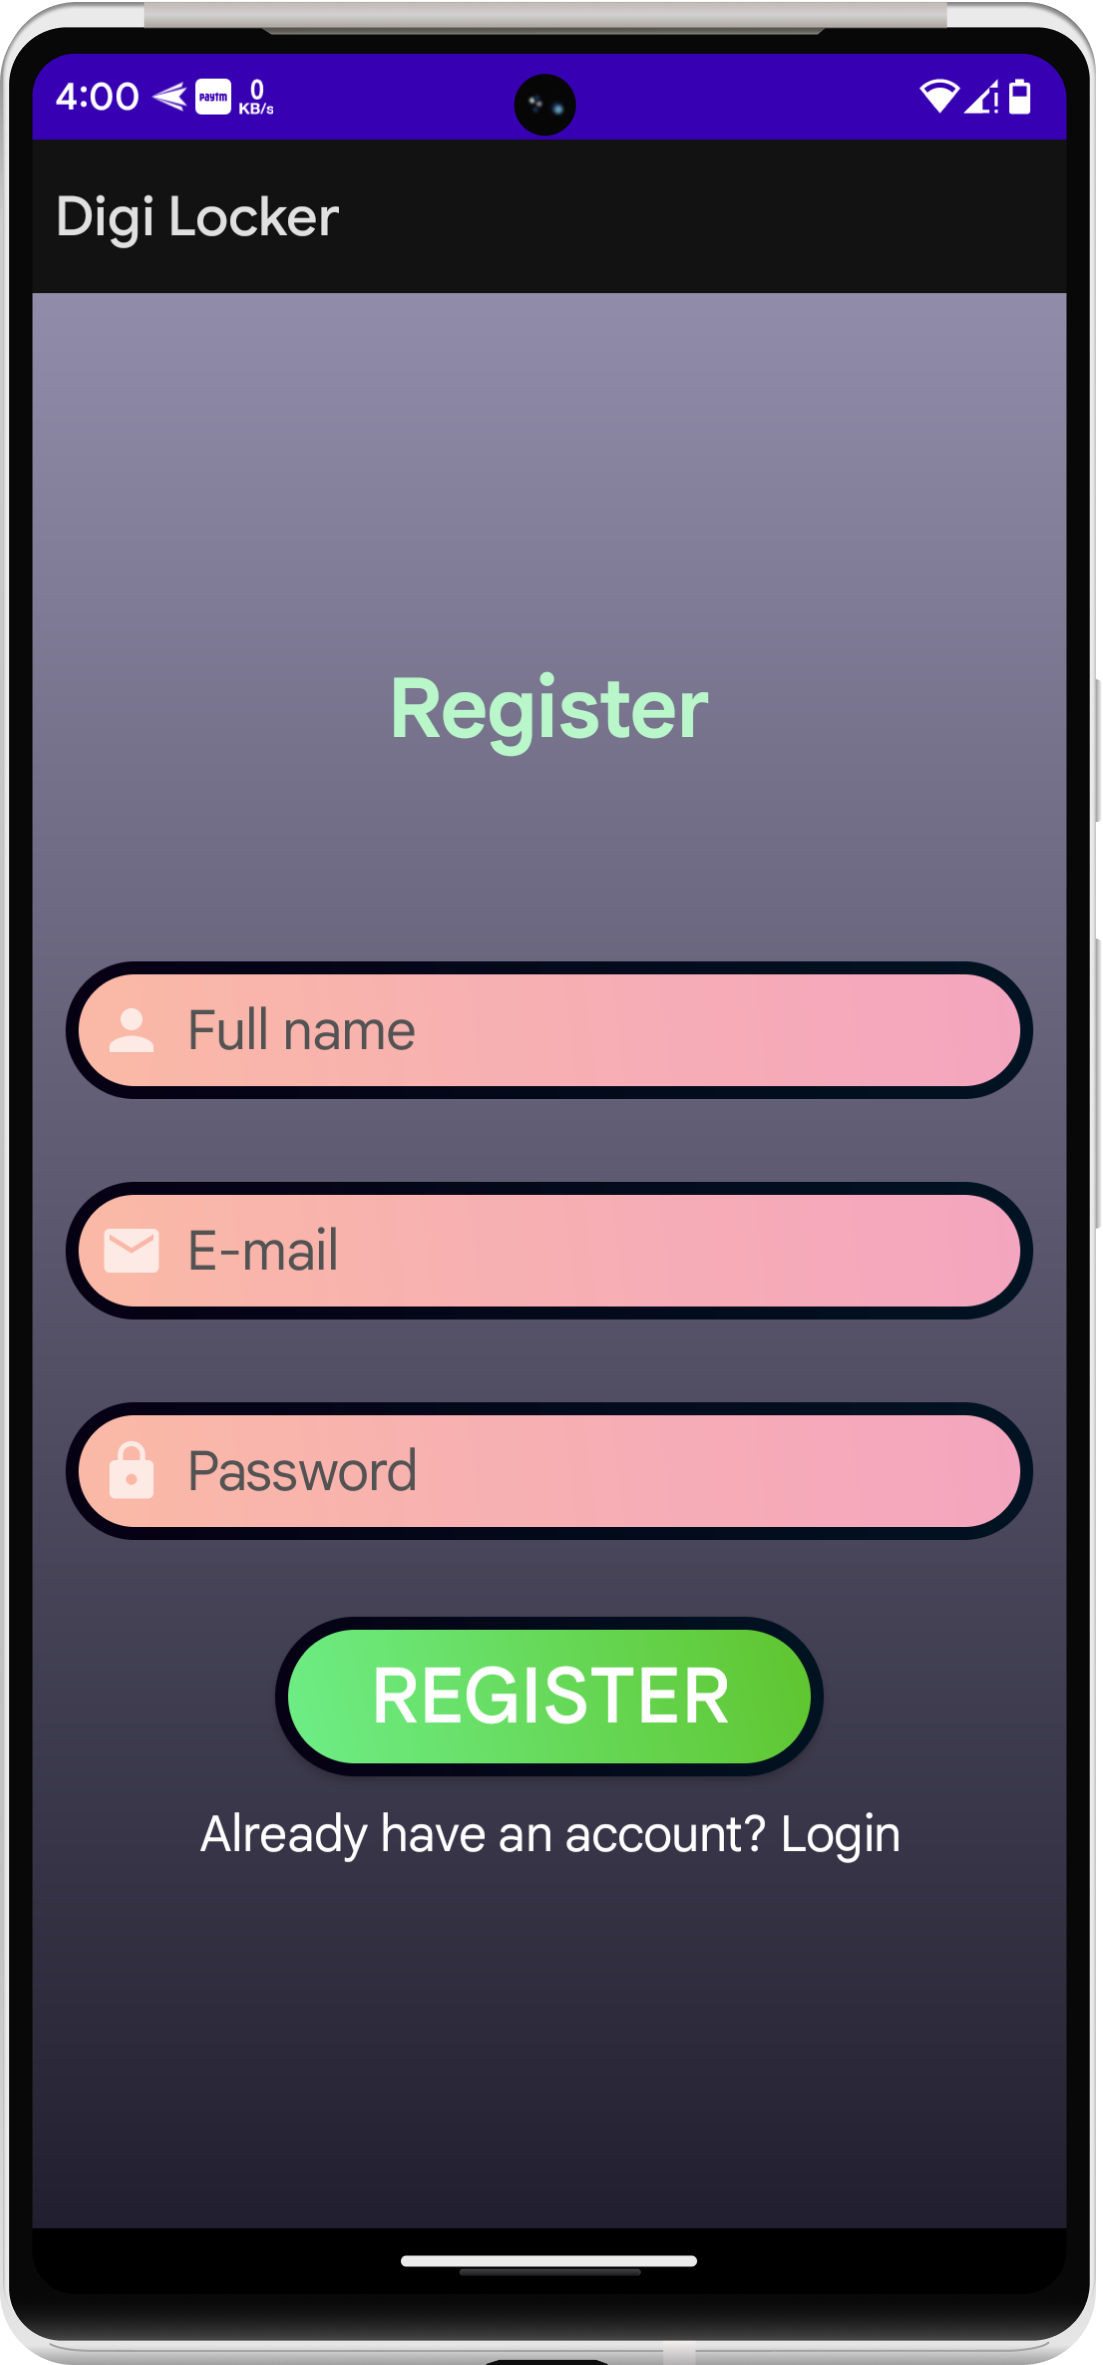 4:00 paytm 0 KB/s
Digi Locker
Register
Full name
E-mail
Password
REGISTER
Already have an account? Login